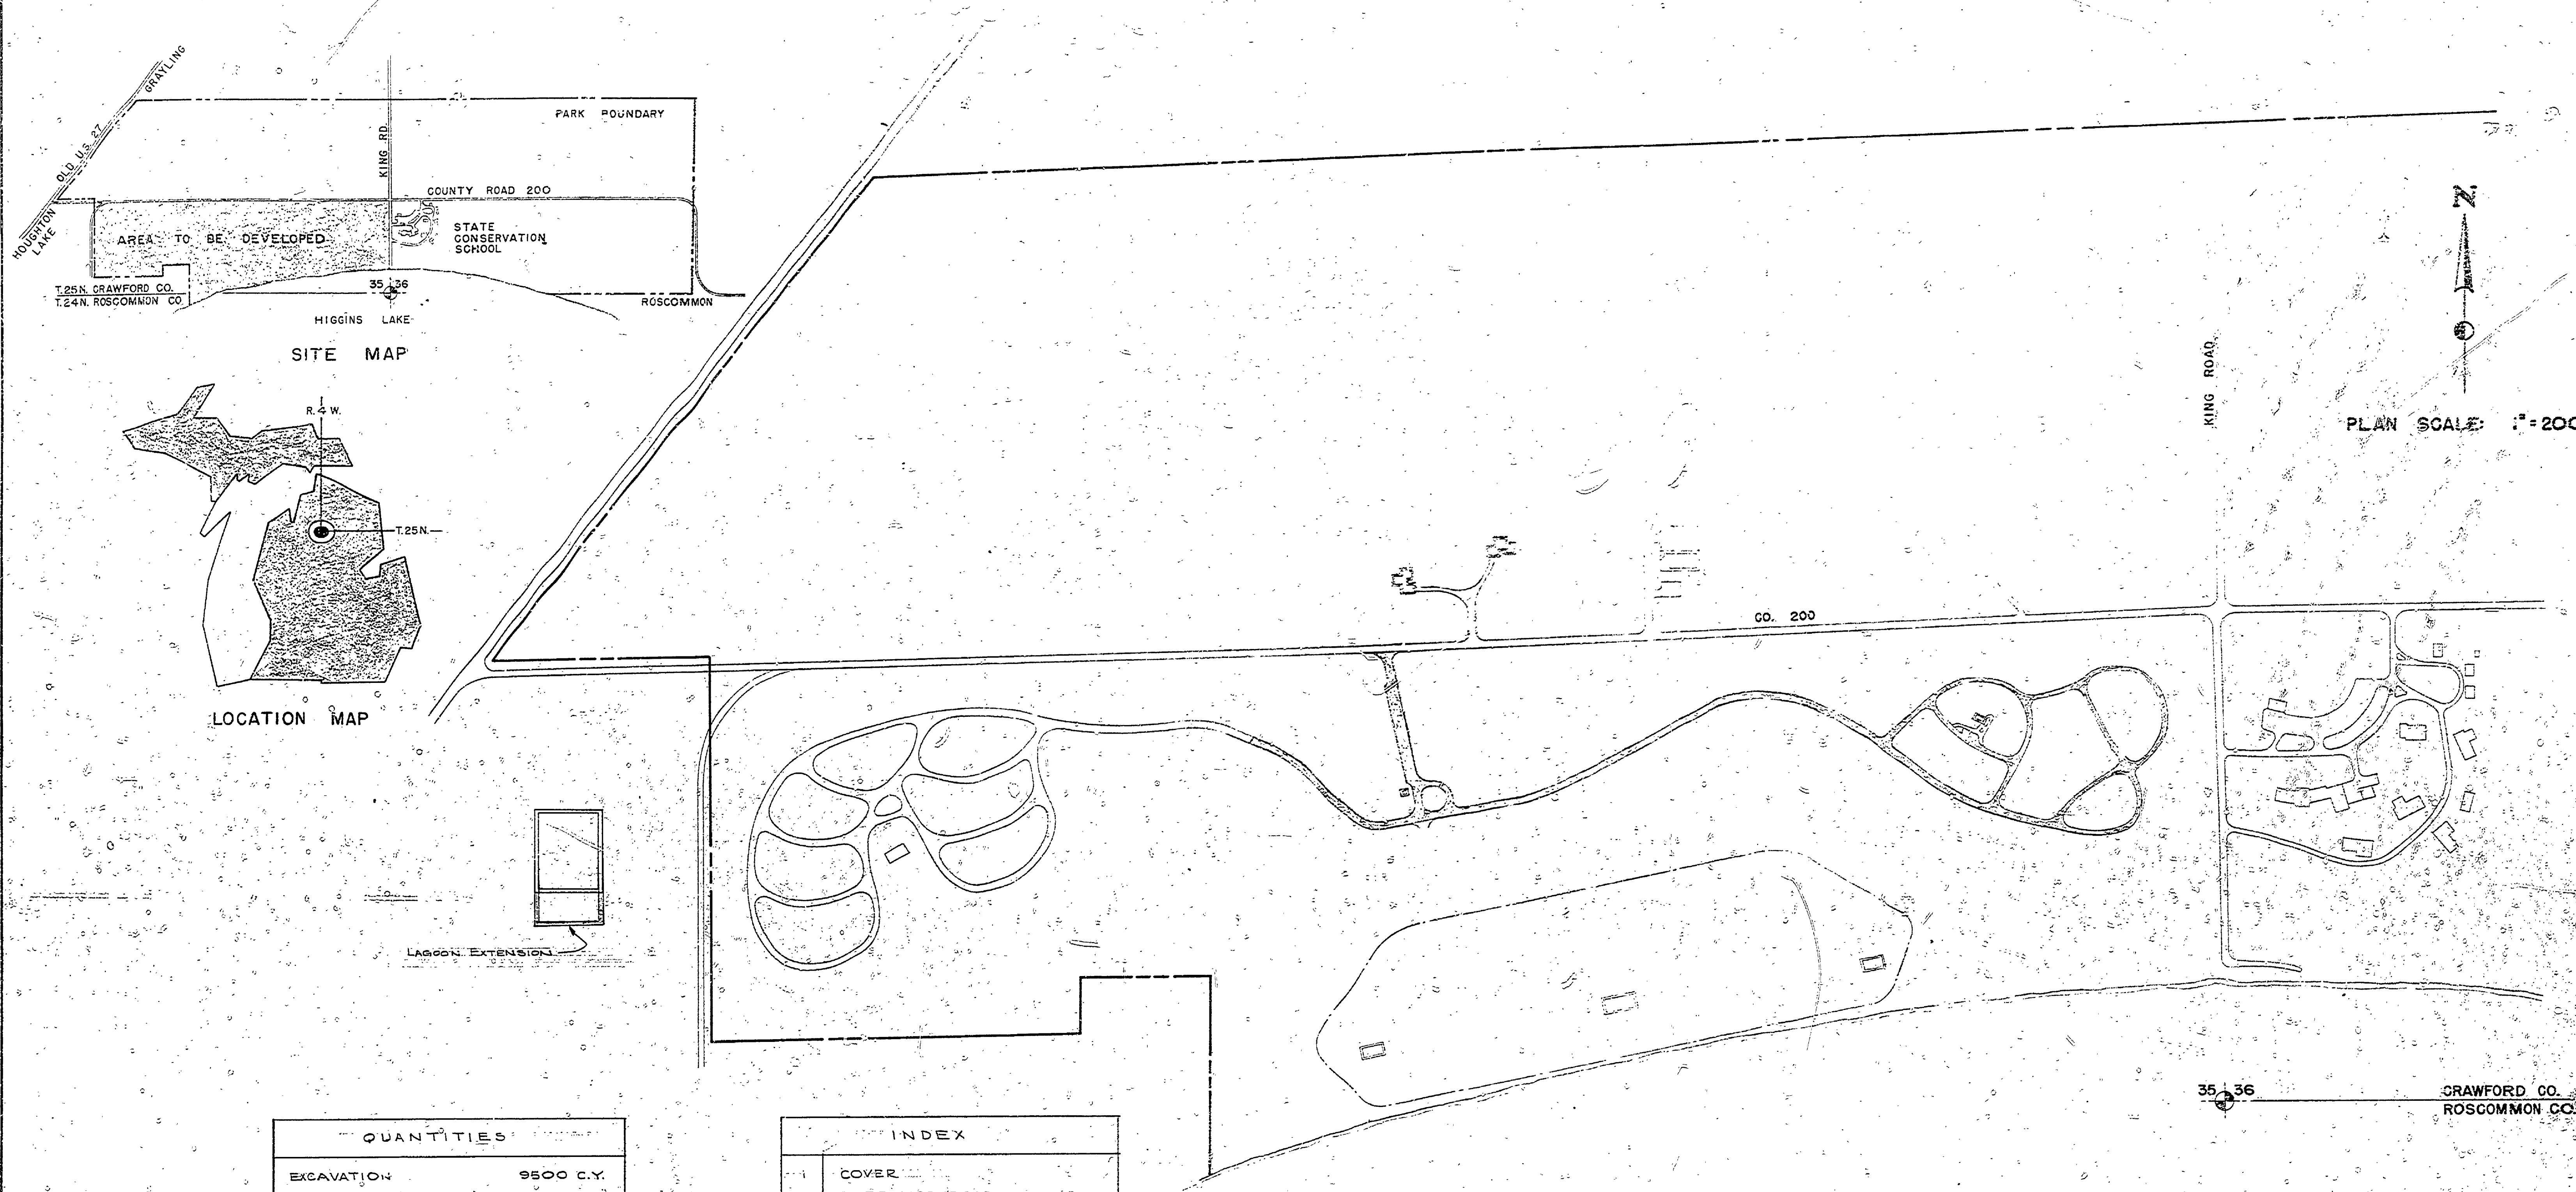 GRAYLING
OLD U.S. 27
HOUGHTON
LAKE
KING RD.
PARK BOUNDARY
COUNTY ROAD 200
AREA TO BE DEVELOPED
STATE
CONSERVATION
SCHOOL
T.25N. CRAWFORD CO.
T.24N. ROSCOMMON CO.
35 36
ROSCOMMON
HIGGINS LAKE
SITE MAP
R.4 W.
T.25N.
LOCATION MAP
N.
KING ROAD
PLAN SCALE: 1"=200
CO. 200
LAGOON EXTENSION
35 36
CRAWFORD CO.
ROSCOMMON CO.
QUANTITIES
EXCAVATION 9500 C.Y.
INDEX
1 COVER